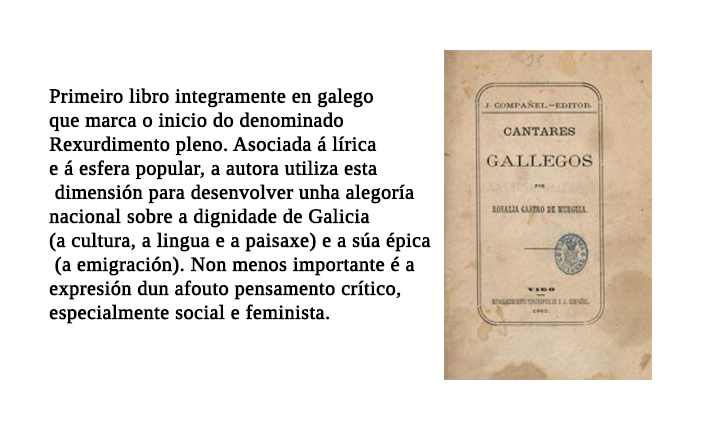 Primeiro libro integramente en galego
que marca o inicio do denominado
Rexurdimento pleno. Asociada á lírica
e á esfera popular, a autora utiliza esta
dimensión para desenvolver unha alegoría
nacional sobre a dignidade de Galicia
(a cultura, a lingua e a paisaxe) e a súa épica
(a emigración). Non menos importante é a
expresión dun afouto pensamento crítico,
especialmente social e feminista.
J. COMPAÑEL.—EDITOR.
CANTARES
GALLEGOS
POR
ROSALIA CASTRO DE MURGUIA.
VIGO